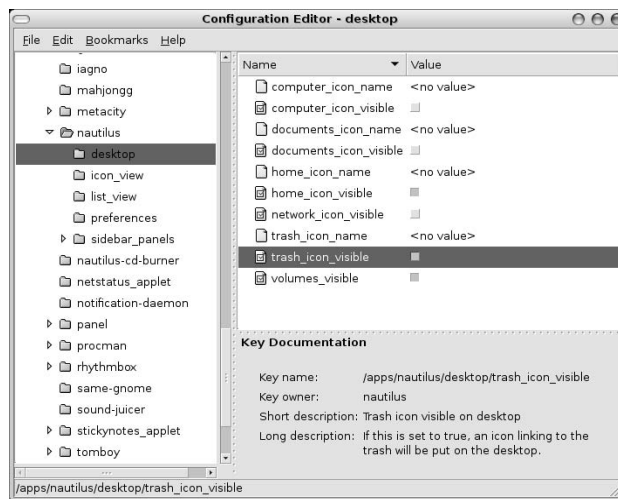 Configuration Editor - desktop
File Edit Bookmarks Help
iagno
mahjongg
metacity
nautilus
desktop
icon_view
list_view
preferences
sidebar_panels
nautilus-cd-burner
netstatus_applet
notification-daemon
panel
procman
rhythmbox
same-gnome
sound-juicer
stickynotes_applet
tomboy
Name Value
computer_icon_name <no value>
computer_icon_visible
documents_icon_name <no value>
documents_icon_visible
home_icon_name <no value>
home_icon_visible
network_icon_visible
trash_icon_name <no value>
trash_icon_visible
volumes_visible
Key Documentation
Key name: /apps/nautilus/desktop/trash_icon_visible
Key owner: nautilus
Short description: Trash icon visible on desktop
Long description: If this is set to true, an icon linking to the
trash will be put on the desktop.
/apps/nautilus/desktop/trash_icon_visible